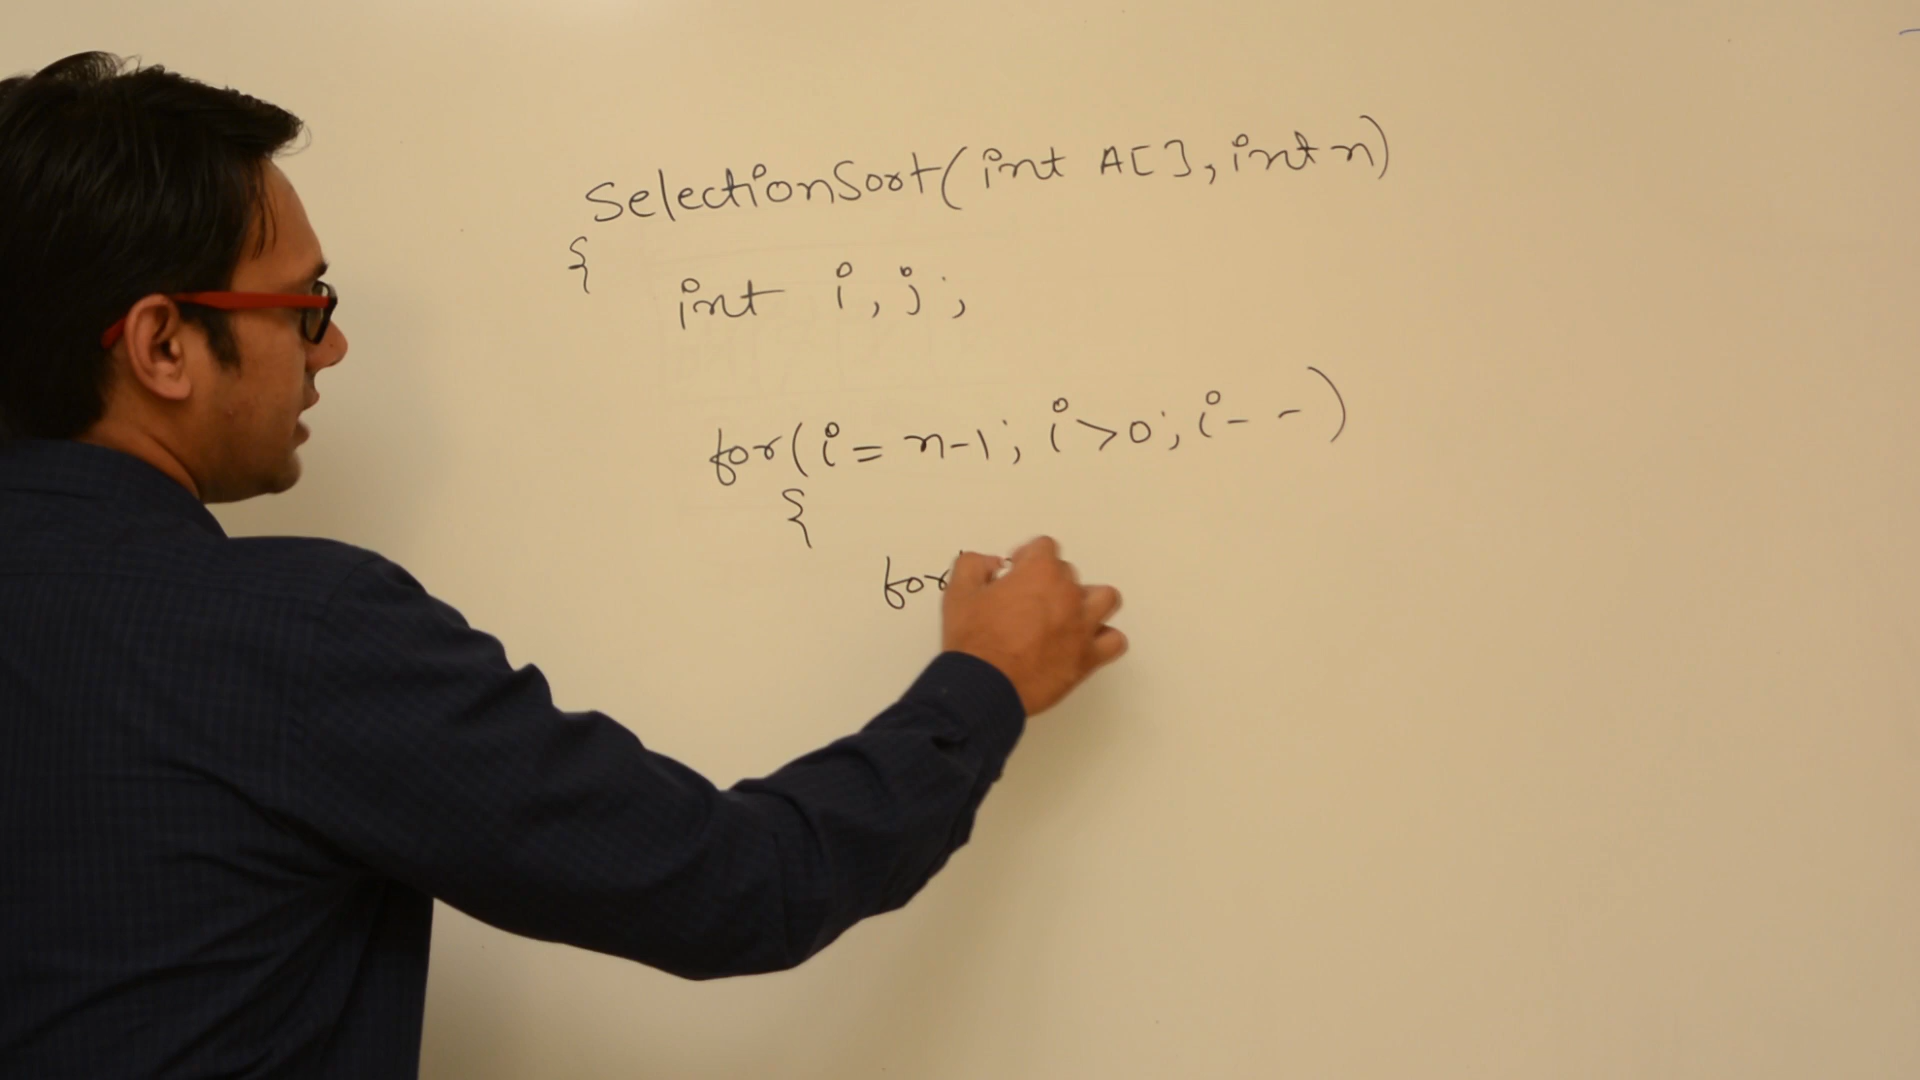 SelectionSort(int A[], int n)
{
int i, j;
for(i = n-1; i>0; i--)
{
for